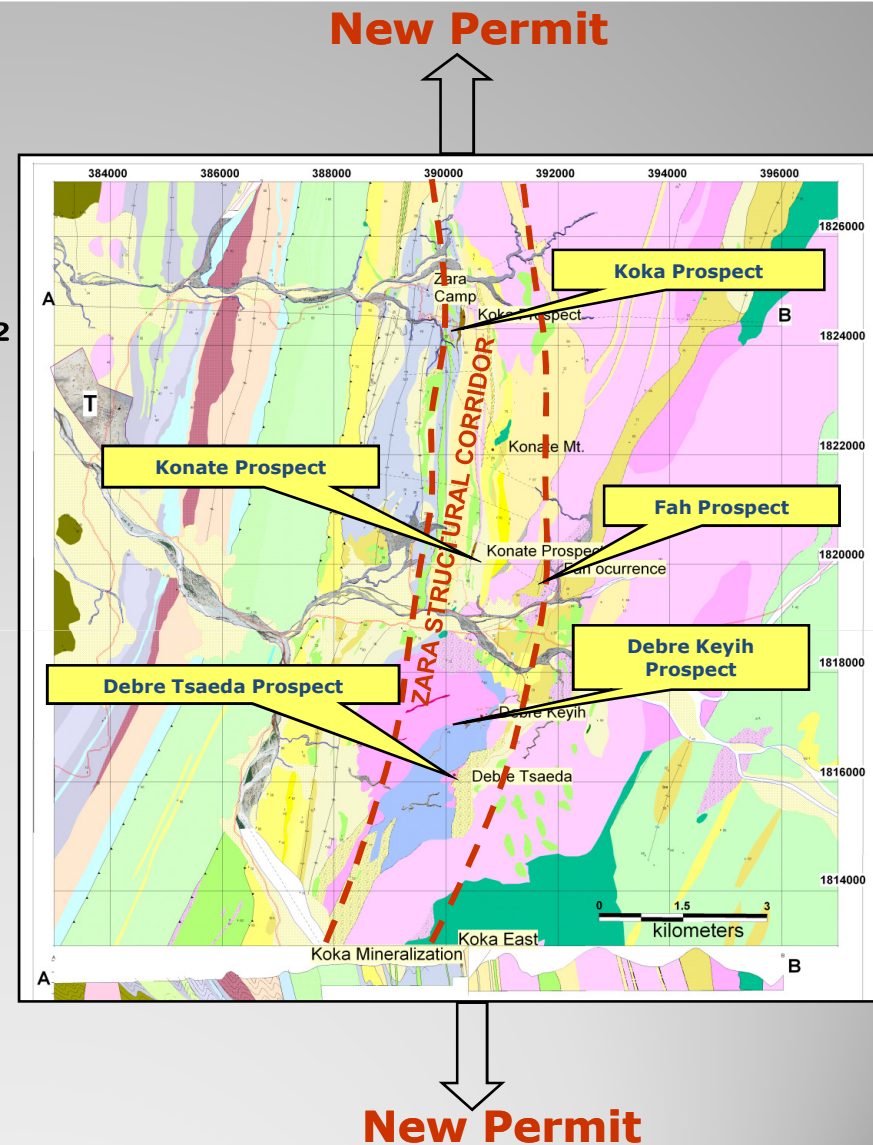 New Permit
384000 386000 388000 390000 392000 394000 396000
1826000
Koka Prospect
Zara
Camp
A
Koka Prospect
B
2
1824000
T
ZARA STRUCTURAL CORRIDOR
Konate Mt.
1822000
Konate Prospect
Fah Prospect
Konate Prospect
1820000
Fah ocurrence
Debre Keyih
Prospect
1818000
Debre Tsaeda Prospect
Debre Keyih
Debre Tsaeda
1816000
1814000
0 1.5 3
kilometers
Koka East
Koka Mineralization
A
B
New Permit